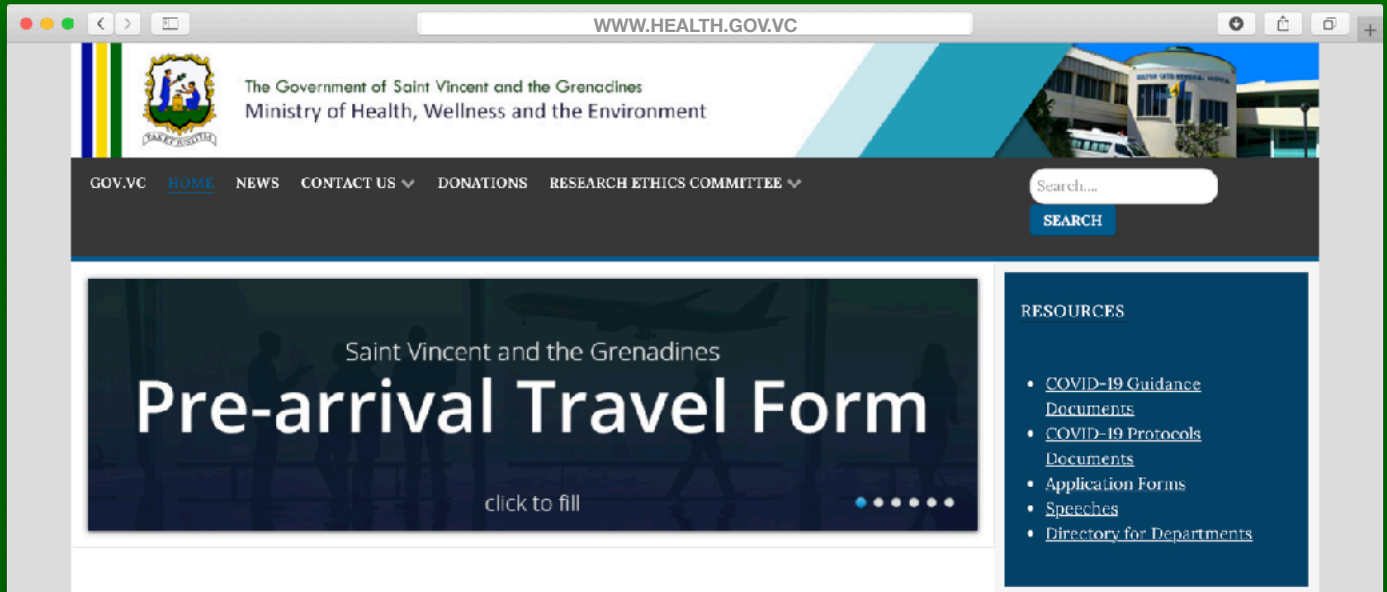 WWW.HEALTH.GOV.VC
The Government of Saint Vincent and the Grenadines
Ministry of Health, Wellness and the Environment
GOV.VC HOME NEWS CONTACT US DONATIONS RESEARCH ETHICS COMMITTEE
Search....
SEARCH
Saint Vincent and the Grenadines
Pre-arrival Travel Form
click to fill
RESOURCES
• COVID-19 Guidance
Documents
• COVID-19 Protocols
Documents
• Application Forms
• Speeches
• Directory for Departments